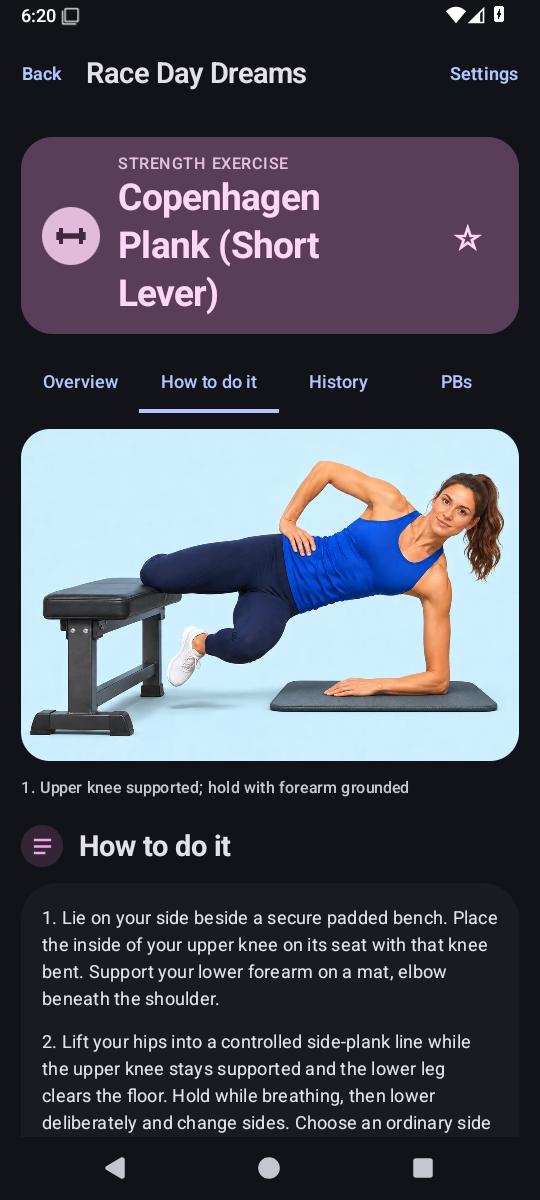 6:20
Back Race Day Dreams Settings
STRENGTH EXERCISE
Copenhagen
Plank (Short
Lever)
Overview How to do it History PBs
1. Upper knee supported; hold with forearm grounded
How to do it
1. Lie on your side beside a secure padded bench. Place
the inside of your upper knee on its seat with that knee
bent. Support your lower forearm on a mat, elbow
beneath the shoulder.
2. Lift your hips into a controlled side-plank line while
the upper knee stays supported and the lower leg
clears the floor. Hold while breathing, then lower
deliberately and change sides. Choose an ordinary side